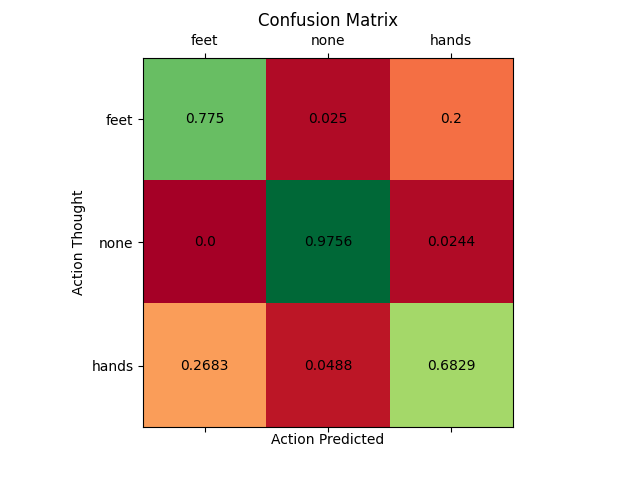 Confusion Matrix
feet none hands
feet 0.775 0.025 0.2
none 0.0 0.9756 0.0244
hands 0.2683 0.0488 0.6829
Action Thought
Action Predicted